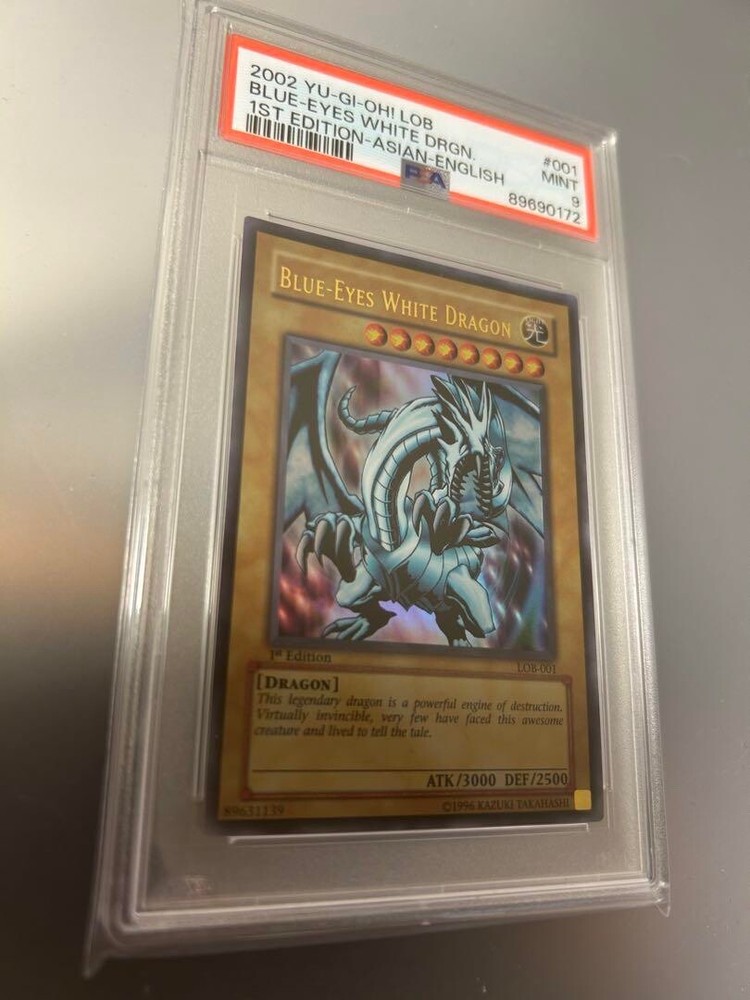 2002 YU-GI-OH! LOB #001
BLUE-EYES WHITE DRGN. MINT
1ST EDITION-ASIAN-ENGLISH 9
PSA 89690172
BLUE-EYES WHITE DRAGON 光
1st Edition LOB-001
[DRAGON]
This legendary dragon is a powerful engine of destruction.
Virtually invincible, very few have faced this awesome
creature and lived to tell the tale.
ATK/3000 DEF/2500
89631139 ©1996 KAZUKI TAKAHASHI